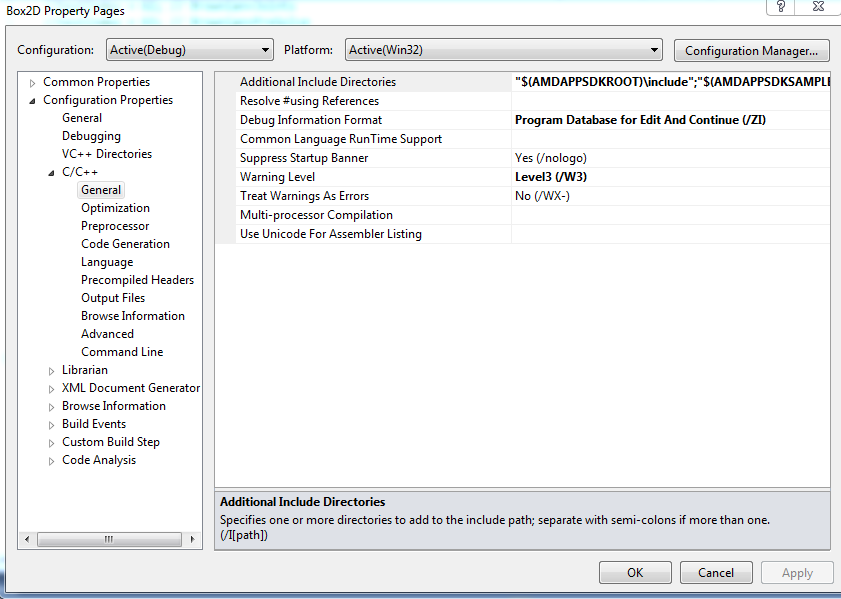 Box2D Property Pages
Configuration: Active(Debug) Platform: Active(Win32) Configuration Manager...
Common Properties
Configuration Properties
General
Debugging
VC++ Directories
C/C++
General
Optimization
Preprocessor
Code Generation
Language
Precompiled Headers
Output Files
Browse Information
Advanced
Command Line
Librarian
XML Document Generator
Browse Information
Build Events
Custom Build Step
Code Analysis
Additional Include Directories "$(AMDAPPSDKROOT)\include";"$(AMDAPPSDKSAMPL
Resolve #using References
Debug Information Format Program Database for Edit And Continue (/ZI)
Common Language RunTime Support
Suppress Startup Banner Yes (/nologo)
Warning Level Level3 (/W3)
Treat Warnings As Errors No (/WX-)
Multi-processor Compilation
Use Unicode For Assembler Listing
Additional Include Directories
Specifies one or more directories to add to the include path; separate with semi-colons if more than one.
(/I[path])
OK Cancel Apply